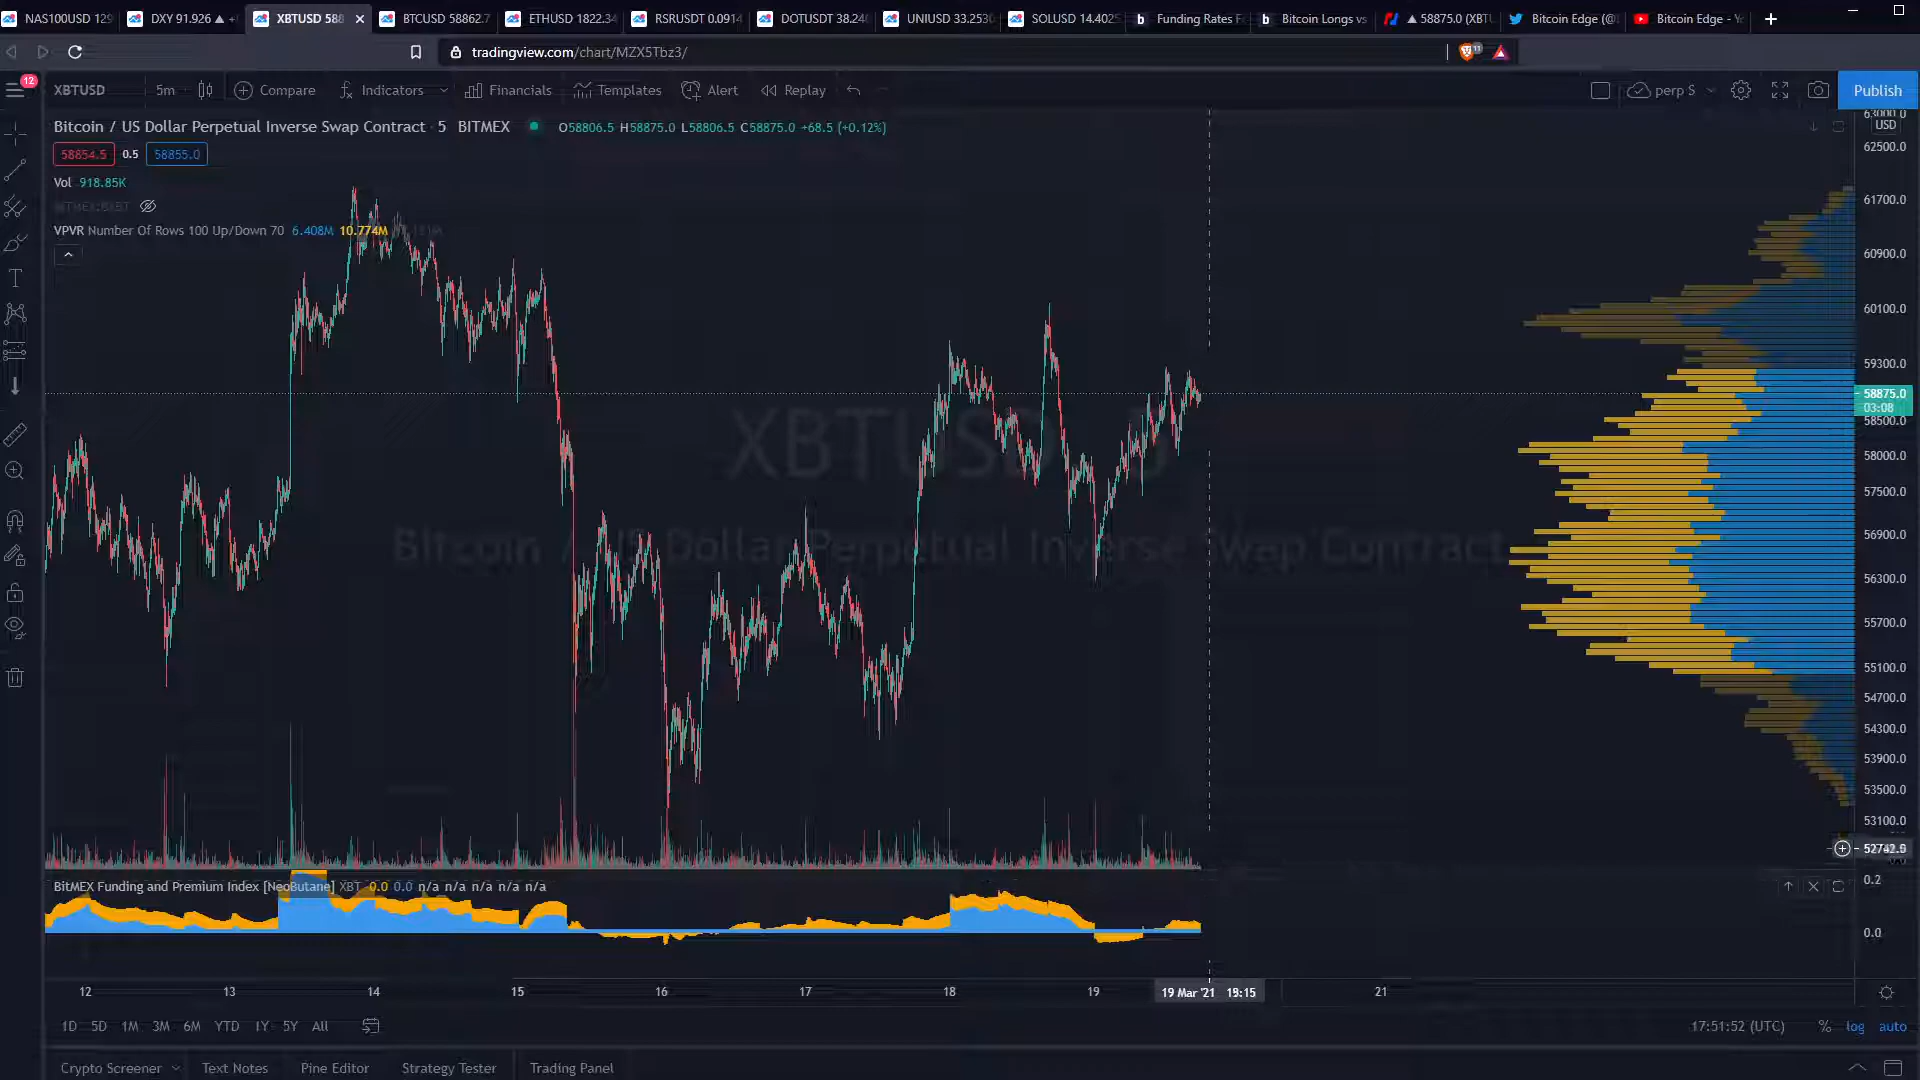 NAS100USD 129 DXY 91.926 ▲ + XBTUSD 588 BTCUSD 58862.7 ETHUSD 1822.34 RSRUSDT 0.0914 DOTUSDT 38.24 UNIUSD 33.253 SOLUSD 14.402 Funding Rates F Bitcoin Longs vs ▲ 58875.0 (XBT Bitcoin Edge (@ Bitcoin Edge - Y
tradingview.com/chart/MZX5Tbz3/
12 XBTUSD 5m Compare Indicators Financials Templates Alert Replay perp S Publish
Bitcoin / US Dollar Perpetual Inverse Swap Contract · 5 BITMEX O58806.5 H58875.0 L58806.5 C58875.0 +68.5 (+0.12%)
58854.5 0.5 58855.0
Vol 918.85K
VPVR Number Of Rows 100 Up/Down 70 6.408M 10.774M
XBTUSD
Bitcoin / US Dollar Perpetual Inverse Swap Contract
USD
62500.0
61700.0
60900.0
60100.0
59300.0
58875.0
03:08
58500.0
58000.0
57500.0
56900.0
56300.0
55700.0
55100.0
54700.0
54300.0
53900.0
53500.0
53100.0
52742.0
BitMEX Funding and Premium Index [NeoButane] XBT 0.0 0.0 n/a n/a n/a n/a n/a
0.2
0.0
12 13 14 15 16 17 18 19 19 Mar '21 21
1D 5D 1M 3M 6M YTD 1Y 5Y All 17:51:52 (UTC) % log auto
Crypto Screener Text Notes Pine Editor Strategy Tester Trading Panel